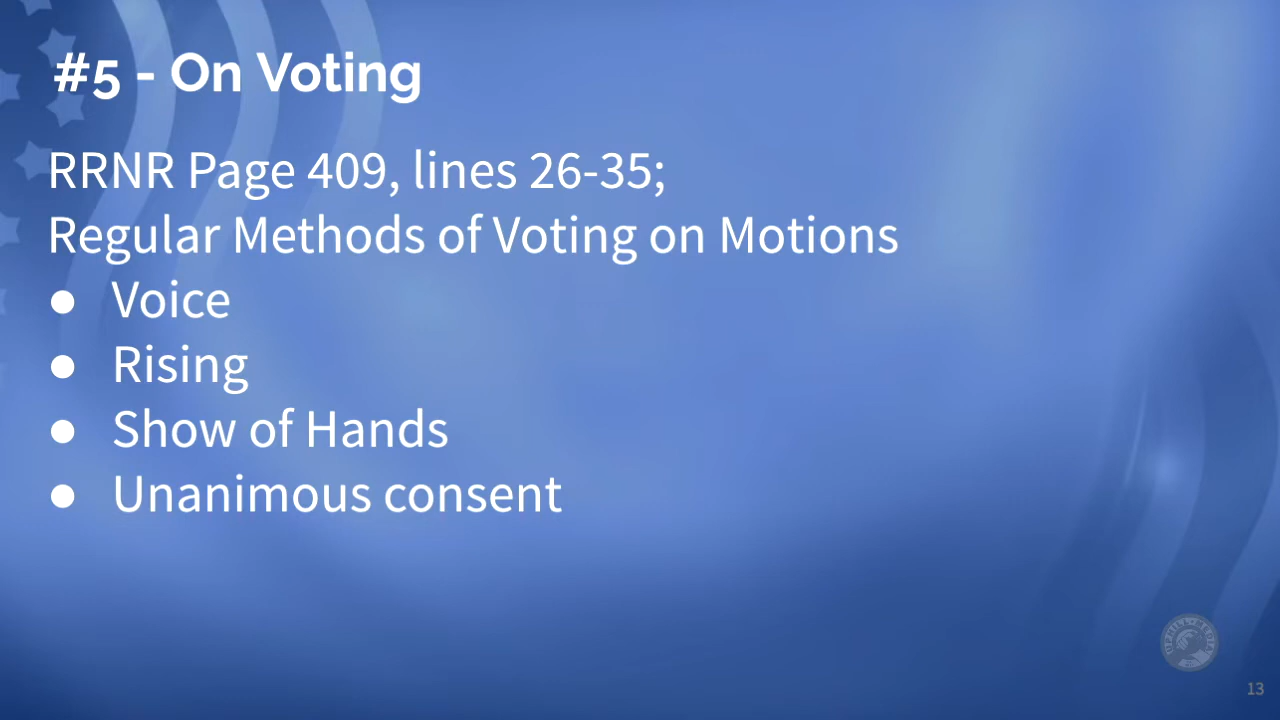 #5 - On Voting
RRNR Page 409, lines 26-35;
Regular Methods of Voting on Motions
● Voice
● Rising
● Show of Hands
● Unanimous consent
13